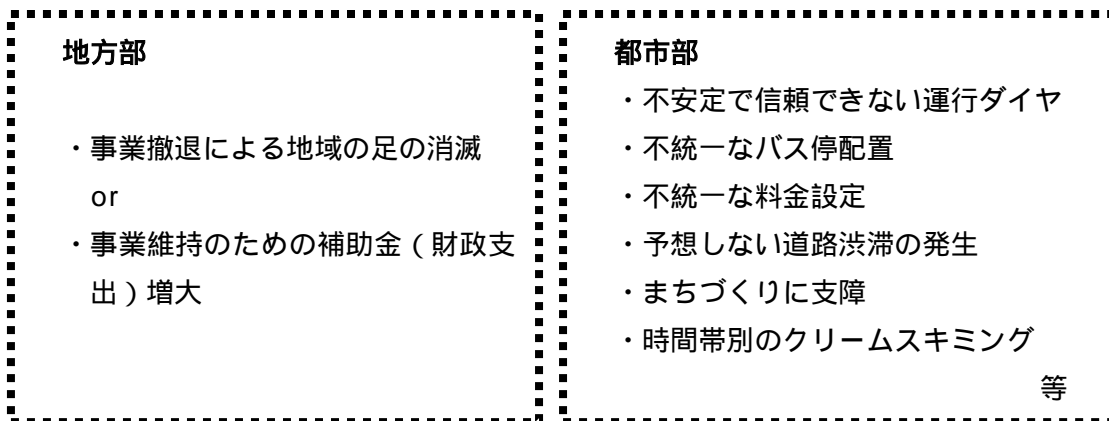 地方部
・事業撤退による地域の足の消滅
or
・事業維持のための補助金（財政支
出）増大
都市部
・不安定で信頼できない運行ダイヤ
・不統一なバス停配置
・不統一な料金設定
・予想しない道路渋滞の発生
・まちづくりに支障
・時間帯別のクリームスキミング
等